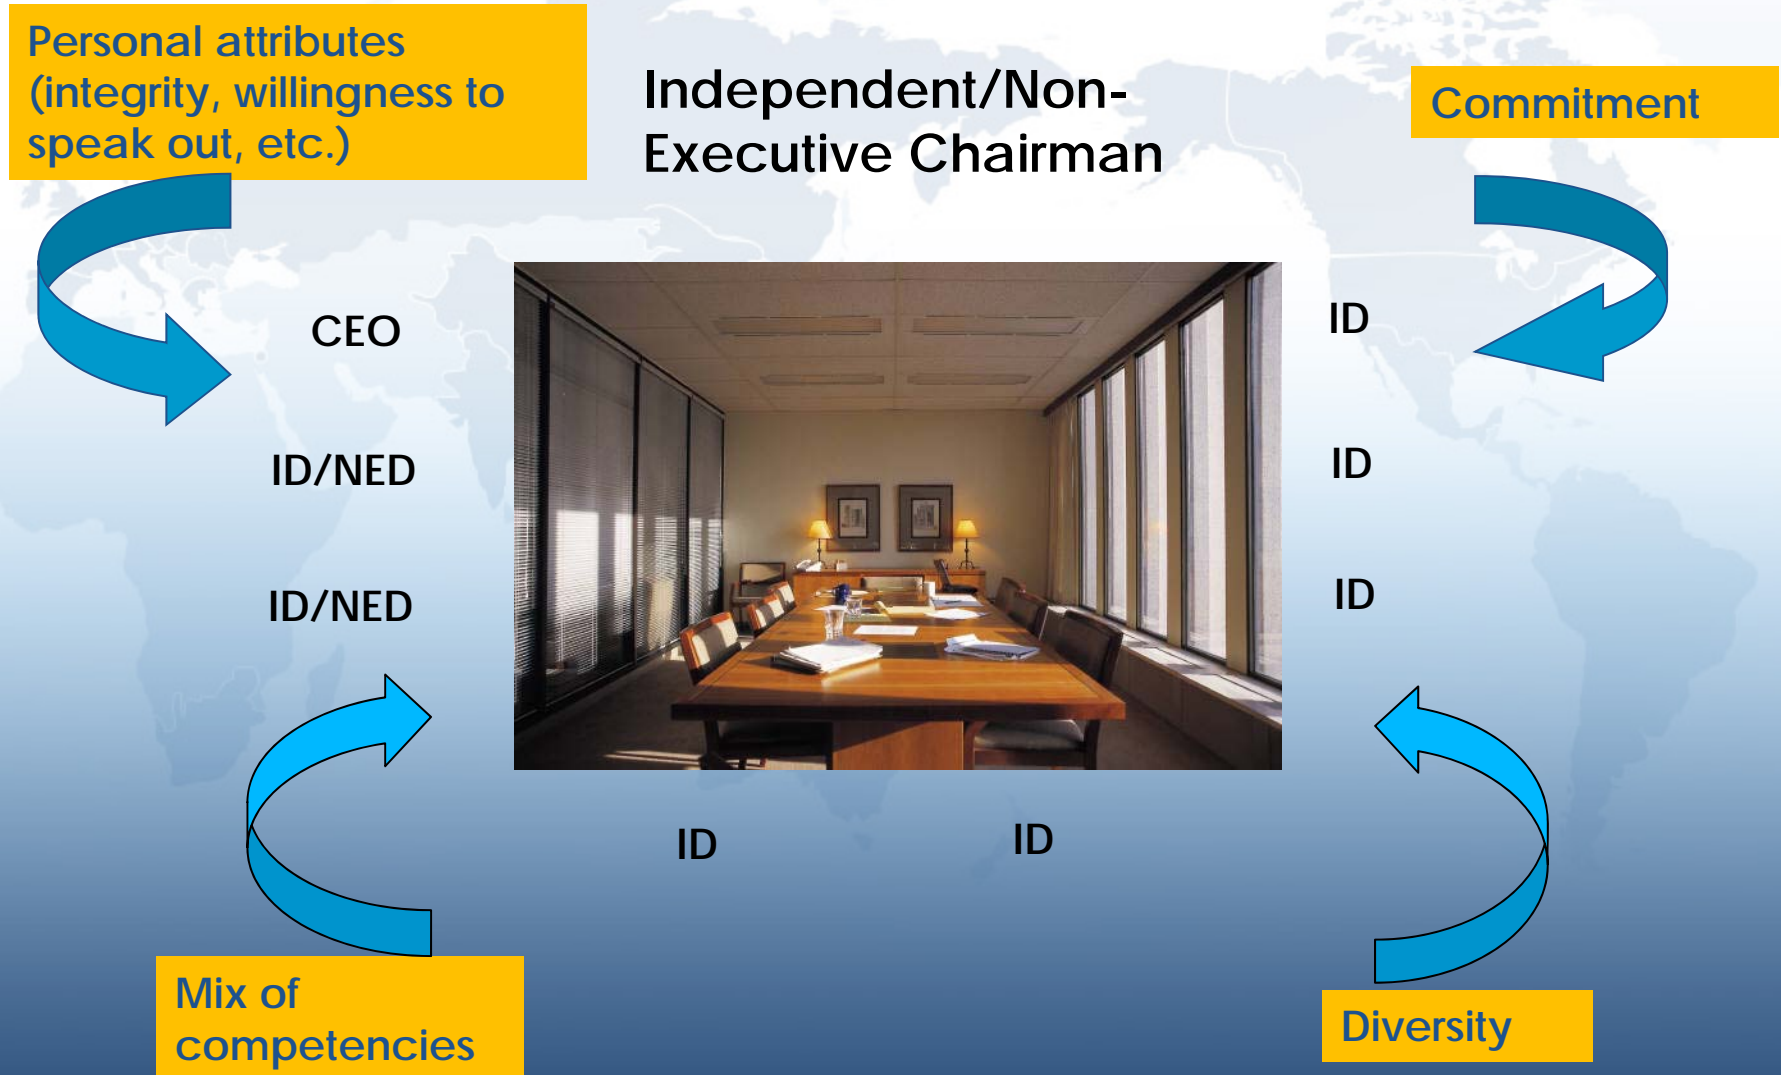 Personal attributes
(integrity, willingness to
speak out, etc.)
Independent/Non-
Executive Chairman
Commitment
CEO
ID
ID/NED
ID
ID/NED
ID
ID
ID
Mix of
competencies
Diversity